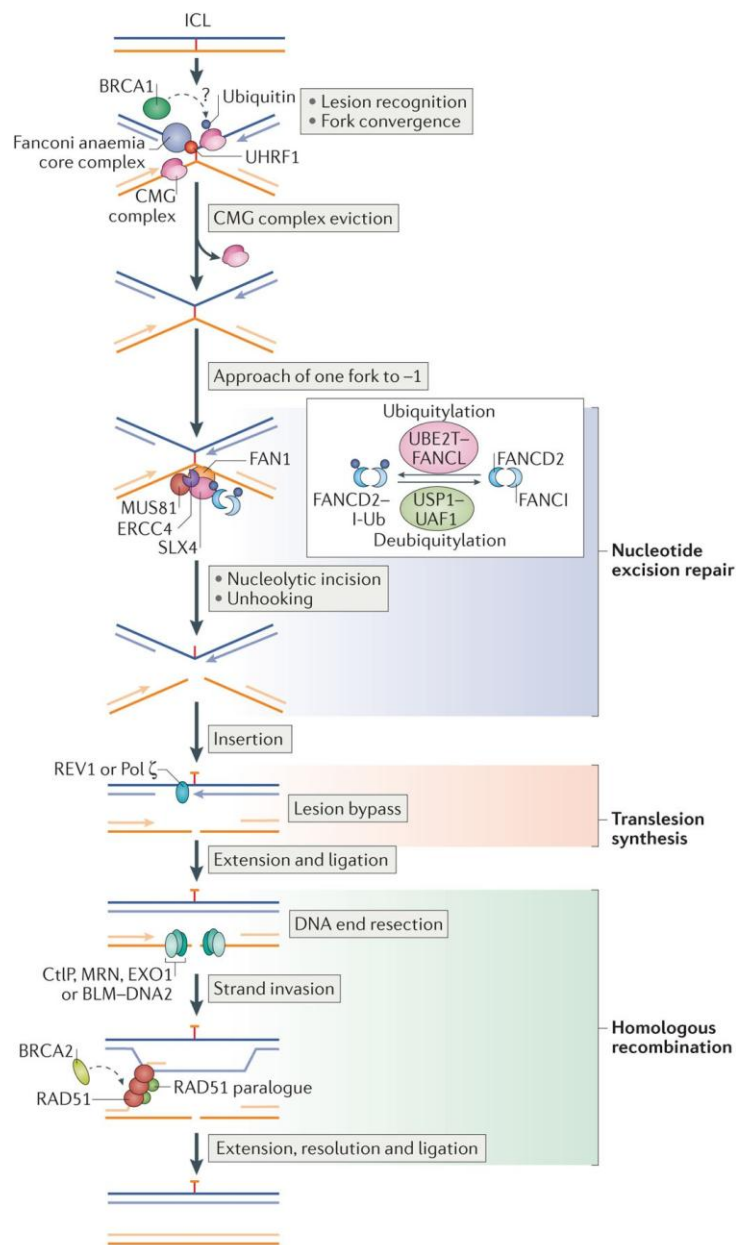 ICL
BRCA1
?
Ubiquitin
• Lesion recognition
• Fork convergence
Fanconi anaemia
core complex
UHRF1
CMG
complex
CMG complex eviction
Approach of one fork to –1
Ubiquitylation
UBE2T–
FANCL
FANCD2
FANCD2–
I-Ub
FANCI
USP1–
UAF1
Deubiquitylation
FAN1
MUS81
ERCC4
SLX4
Nucleotide
excision repair
• Nucleolytic incision
• Unhooking
Insertion
REV1 or Pol ζ
Lesion bypass
Translesion
synthesis
Extension and ligation
DNA end resection
CtIP, MRN, EXO1
or BLM–DNA2
Strand invasion
Homologous
recombination
BRCA2
RAD51 paralogue
RAD51
Extension, resolution and ligation